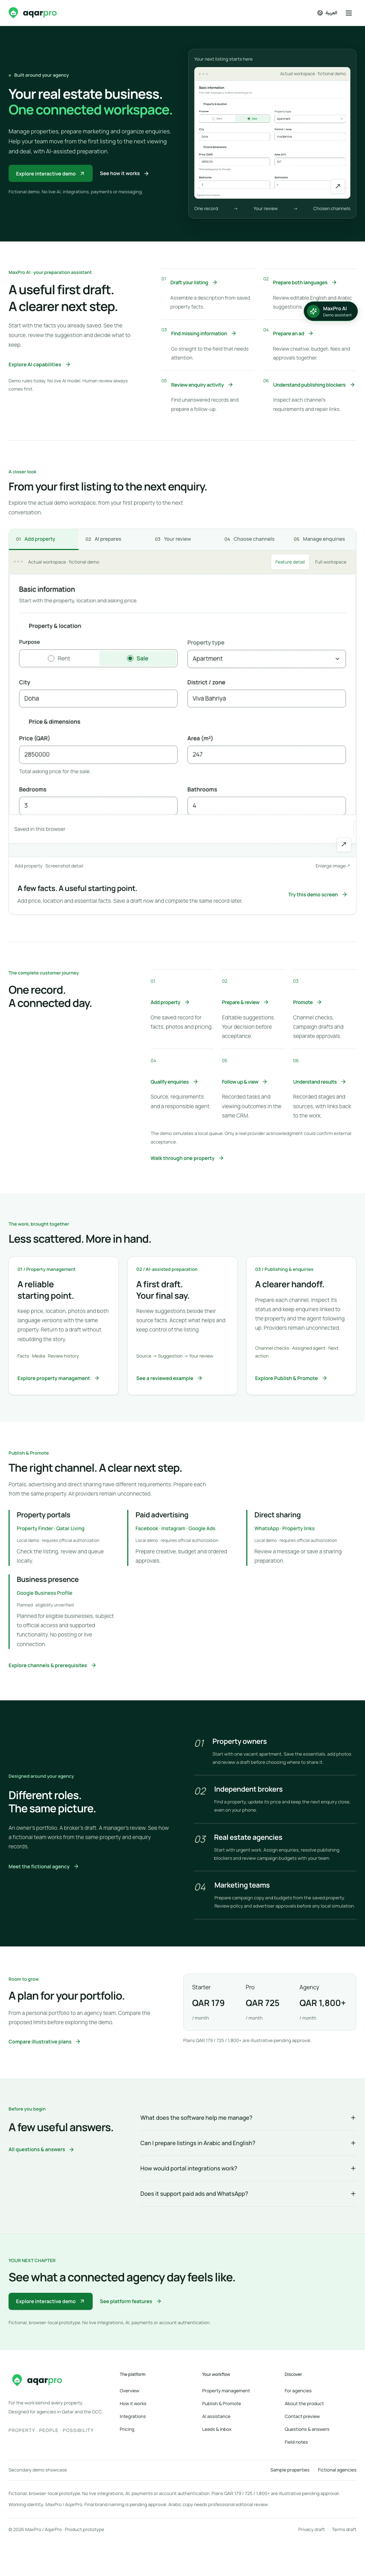 aqarpro
العربية
Built around your agency
Your real estate business.
One connected workspace.
Manage properties, prepare marketing and organize enquiries.
Help your team move from the first listing to the next viewing
and deal, with AI-assisted preparation.
Explore interactive demo
See how it works
Fictional demo. No live AI, integrations, payments or messaging.
Your next listing starts here
Actual workspace · fictional demo
Basic information
Property & location
Purpose
Property type
Rent
Sale
Apartment
City
District / zone
Doha
Viva Bahriya
Price & dimensions
Price (QAR)
Area (m²)
2850000
247
Bedrooms
Bathrooms
3
4
One record → Your review → Chosen channels
MaxPro AI · your preparation assistant
A useful first draft.
A clearer next step.
Start with the facts you already saved. See the
source, review the suggestion and decide what to
keep.
Explore AI capabilities
Demo rules today. No live AI model. Human review always
comes first.
01 Draft your listing
Assemble a description from saved
property facts.
02 Prepare both languages
Review editable English and Arabic
suggestions.
MaxPro AI
Demo assistant
03 Find missing information
Go straight to the field that needs
attention.
04 Prepare an ad
Review creative, budget, fees and
approvals together.
05 Review enquiry activity
Find unanswered records and
prepare a follow-up.
06 Understand publishing blockers
Inspect each channel's
requirements and repair links.
A closer look
From your first listing to the next enquiry.
Explore the actual demo workspace, from your first property to the next
conversation.
01 Add property
02 AI prepares
03 Your review
04 Choose channels
05 Manage enquiries
Actual workspace · fictional demo
Feature detail
Full workspace
Basic information
Start with the property, location and asking price.
Property & location
Purpose
Property type
Rent
Sale
Apartment
City
District / zone
Doha
Viva Bahriya
Price & dimensions
Price (QAR)
Area (m²)
2850000
247
Total asking price for the sale.
Bedrooms
Bathrooms
3
4
Saved in this browser
Add property · Screenshot detail
Enlarge image ↗
A few facts. A useful starting point.
Add price, location and essential facts. Save a draft now and complete the same record later.
Try this demo screen
The complete customer journey
One record.
A connected day.
01
Add property
One saved record for
facts, photos and pricing.
02
Prepare & review
Editable suggestions.
Your decision before
acceptance.
03
Promote
Channel checks,
campaign drafts and
separate approvals.
04
Qualify enquiries
Source, requirements
and a responsible agent.
05
Follow up & view
Recorded tasks and
viewing outcomes in the
same CRM.
06
Understand results
Recorded stages and
sources, with links back
to the work.
The demo simulates a local queue. Only a real provider acknowledgment could confirm external
acceptance.
Walk through one property
The work, brought together
Less scattered. More in hand.
01 / Property management
A reliable
starting point.
Keep price, location, photos and both
language versions with the same
property. Return to a draft without
rebuilding the story.
Facts · Media · Review history
Explore property management
02 / AI-assisted preparation
A first draft.
Your final say.
Review suggestions beside their
source facts. Accept what helps and
keep control of the listing.
Source → Suggestion → Your review
See a reviewed example
03 / Publishing & enquiries
A clearer handoff.
Prepare each channel. Inspect its
status and keep enquiries linked to
the property and the agent following
up. Providers remain unconnected.
Channel checks · Assigned agent · Next
action
Explore Publish & Promote
Publish & Promote
The right channel. A clear next step.
Portals, advertising and direct sharing have different requirements. Prepare each
from the same property. All providers remain unconnected.
Property portals
Property Finder · Qatar Living
Local demo · requires official authorization
Check the listing, review and queue
locally.
Paid advertising
Facebook · Instagram · Google Ads
Local demo · requires official authorization
Prepare creative, budget and ordered
approvals.
Direct sharing
WhatsApp · Property links
Local demo · requires official authorization
Review a message or save a sharing
preparation.
Business presence
Google Business Profile
Planned · eligibility unverified
Planned for eligible businesses, subject
to official access and supported
functionality. No posting or live
connection.
Explore channels & prerequisites
Designed around your agency
Different roles.
The same picture.
An owner's portfolio. A broker's draft. A manager's review. See how
a fictional team works from the same property and enquiry
records.
Meet the fictional agency
01 Property owners
Start with one vacant apartment. Save the essentials, add photos
and review a draft before choosing where to share it.
02 Independent brokers
Find a property, update its price and keep the next enquiry close,
even on your phone.
03 Real estate agencies
Start with urgent work. Assign enquiries, resolve publishing
blockers and review campaign budgets with your team.
04 Marketing teams
Prepare campaign copy and budgets from the saved property.
Review policy and advertiser approvals before any local simulation.
Room to grow
A plan for your portfolio.
From a personal portfolio to an agency team. Compare the
proposed limits before exploring the demo.
Compare illustrative plans
Starter
QAR 179
/ month
Pro
QAR 725
/ month
Agency
QAR 1,800+
/ month
Plans QAR 179 / 725 / 1,800+ are illustrative pending approval.
Before you begin
A few useful answers.
All questions & answers
What does the software help me manage?
Can I prepare listings in Arabic and English?
How would portal integrations work?
Does it support paid ads and WhatsApp?
YOUR NEXT CHAPTER
See what a connected agency day feels like.
Explore interactive demo
See platform features
Fictional, browser-local prototype. No live integrations, AI, payments or account authentication.
aqarpro
For the work behind every property.
Designed for agencies in Qatar and the GCC.
PROPERTY · PEOPLE · POSSIBILITY
The platform
Overview
How it works
Integrations
Pricing
Your workflow
Property management
Publish & Promote
AI assistance
Leads & inbox
Discover
For agencies
About the product
Contact preview
Questions & answers
Field notes
Secondary demo showcase
Sample properties
Fictional agencies
Fictional, browser-local prototype. No live integrations, AI, payments or account authentication. Plans QAR 179 / 725 / 1,800+ are illustrative pending approval.
Working identity: MaxPro / AqarPro. Final brand naming is pending approval. Arabic copy needs professional editorial review.
© 2026 MaxPro / AqarPro · Product prototype
Privacy draft
Terms draft